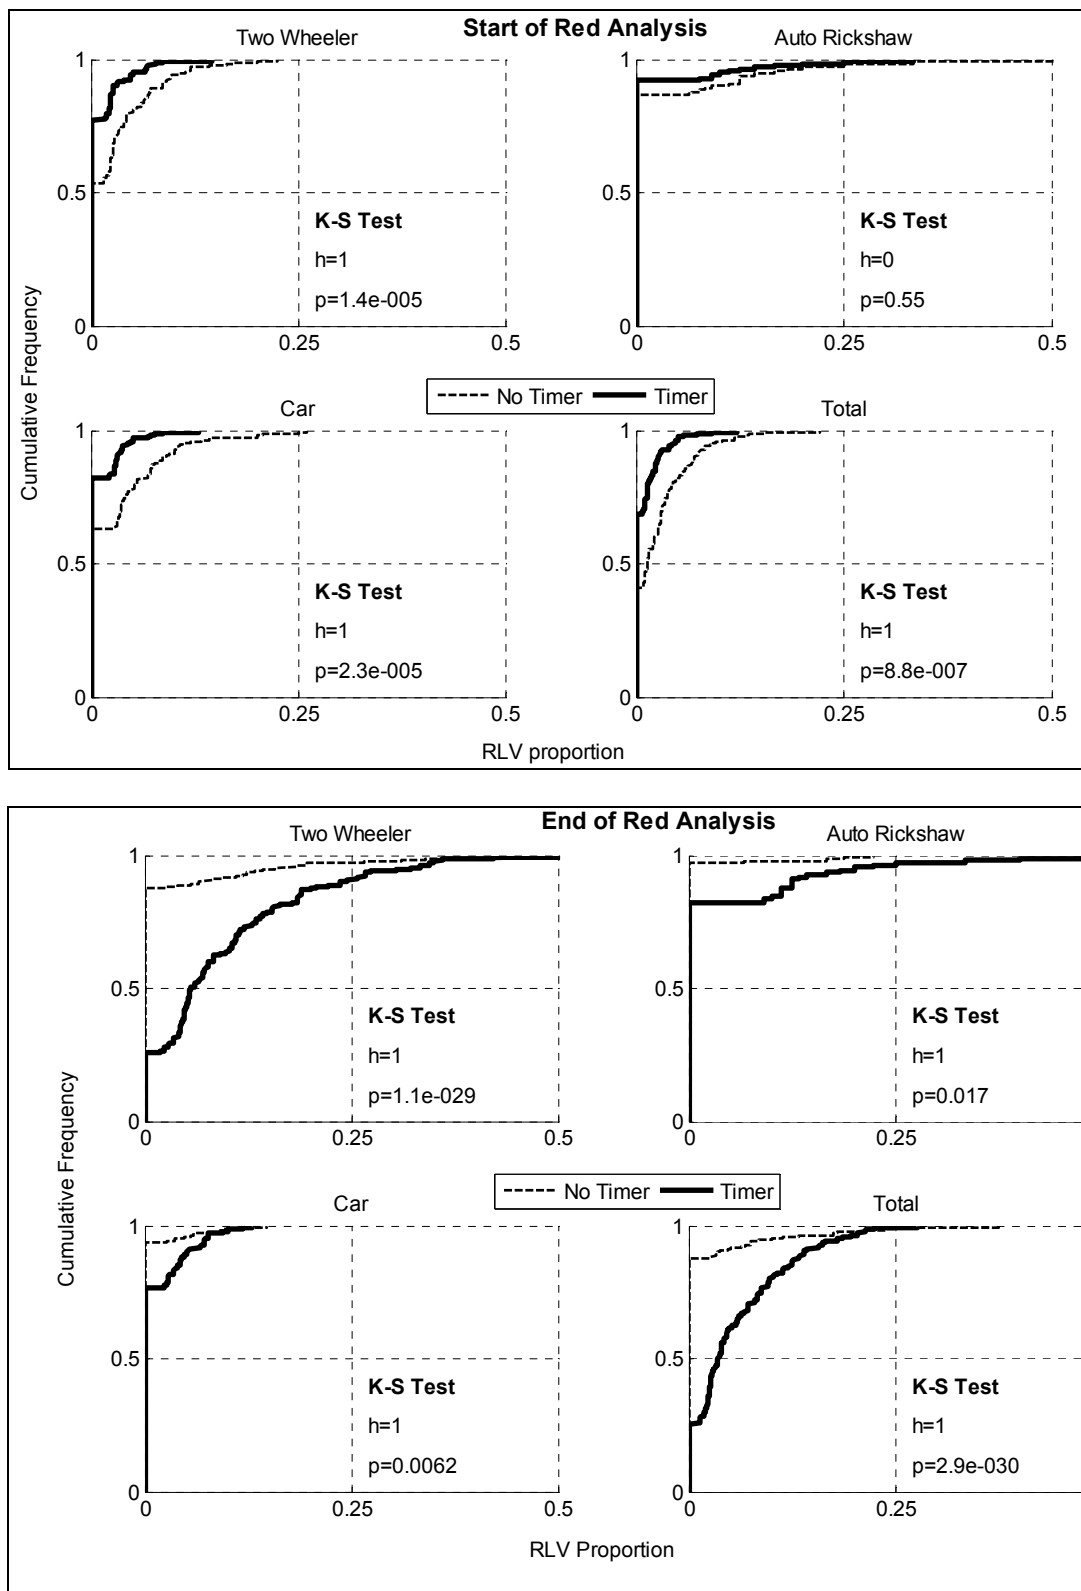 Start of Red Analysis
Two Wheeler
Auto Rickshaw
1
0.5
0
K-S Test
h=1
p=1.4e-005
0
0.25
0.5
1
0.5
0
K-S Test
h=0
p=0.55
0
0.25
0.5
Cumulative Frequency
No Timer
Timer
Car
Total
1
0.5
0
K-S Test
h=1
p=2.3e-005
0
0.25
0.5
1
0.5
0
K-S Test
h=1
p=8.8e-007
0
0.25
0.5
RLV proportion
End of Red Analysis
Two Wheeler
Auto Rickshaw
1
0.5
0
K-S Test
h=1
p=1.1e-029
0
0.25
0.5
1
0.5
0
K-S Test
h=1
p=0.017
0
0.25
Cumulative Frequency
No Timer
Timer
Car
Total
1
0.5
0
K-S Test
h=1
p=0.0062
0
0.25
0.5
1
0.5
0
K-S Test
h=1
p=2.9e-030
0
0.25
RLV Proportion